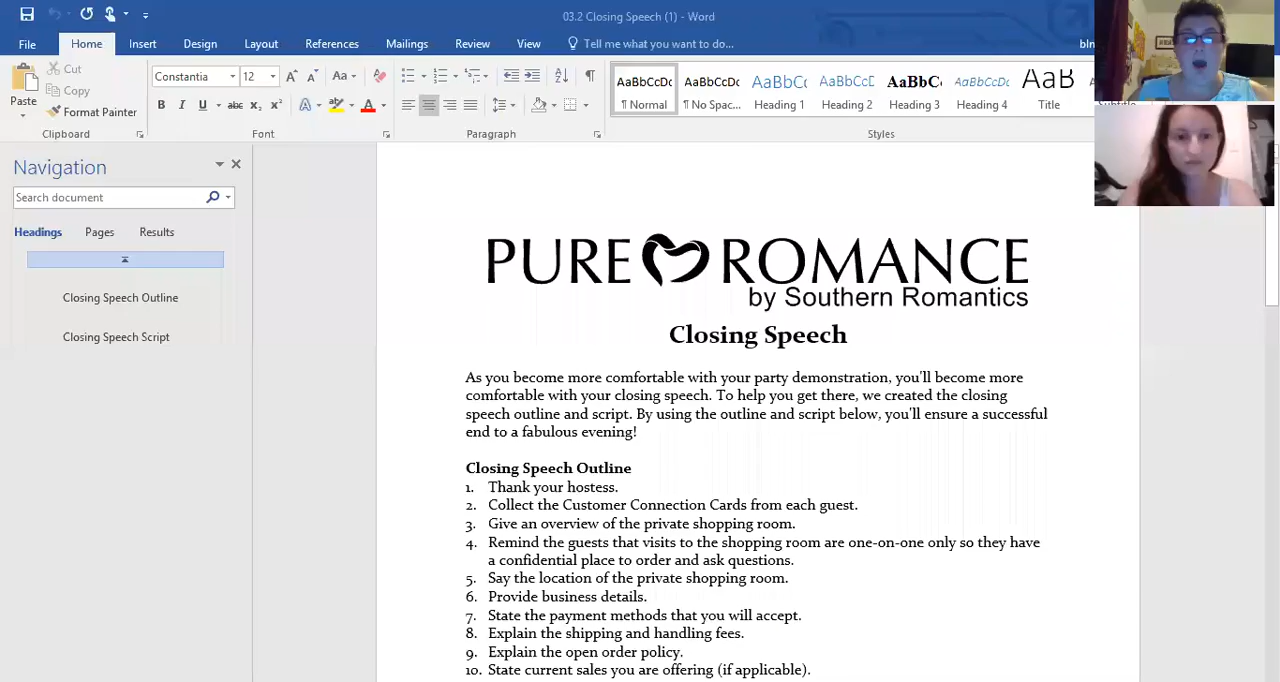 03.2 Closing Speech (1) - Word
File Home Insert Design Layout References Mailings Review View Tell me what you want to do...
Cut
Copy
Paste
Format Painter
Clipboard
Constantia 12
Font
Paragraph
AaBbCcDc AaBbCcDc AaBbC AaBbCcD AaBbC AaBbCcD AaB
¶ Normal ¶ No Spac... Heading 1 Heading 2 Heading 3 Heading 4 Title
Styles
Navigation
Search document
Headings Pages Results
Closing Speech Outline
Closing Speech Script
PURE ROMANCE
by Southern Romantics
Closing Speech
As you become more comfortable with your party demonstration, you'll become more
comfortable with your closing speech. To help you get there, we created the closing
speech outline and script. By using the outline and script below, you'll ensure a successful
end to a fabulous evening!
Closing Speech Outline
1. Thank your hostess.
2. Collect the Customer Connection Cards from each guest.
3. Give an overview of the private shopping room.
4. Remind the guests that visits to the shopping room are one-on-one only so they have
a confidential place to order and ask questions.
5. Say the location of the private shopping room.
6. Provide business details.
7. State the payment methods that you will accept.
8. Explain the shipping and handling fees.
9. Explain the open order policy.
10. State current sales you are offering (if applicable).